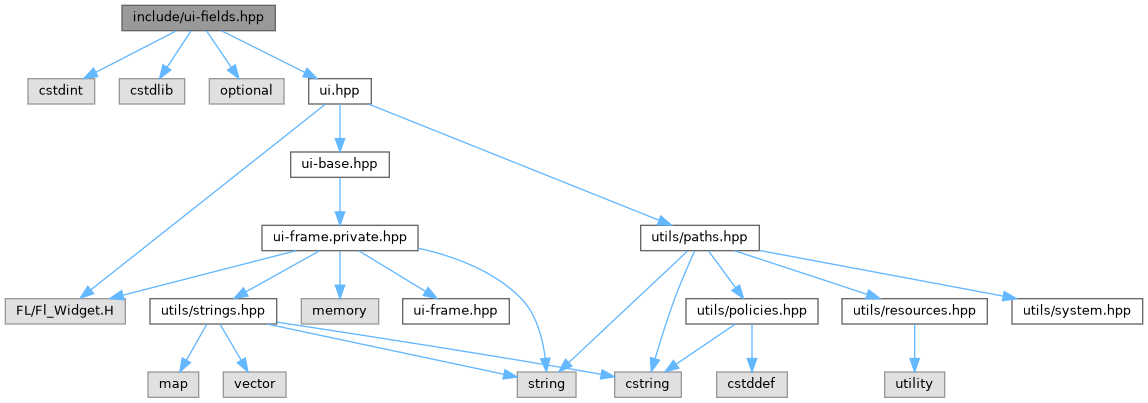 include/ui-fields.hpp
cstdint
cstdlib
optional
ui.hpp
ui-base.hpp
ui-frame.private.hpp
utils/paths.hpp
FL/Fl_Widget.H
utils/strings.hpp
memory
ui-frame.hpp
utils/policies.hpp
utils/resources.hpp
utils/system.hpp
map
vector
string
cstring
cstddef
utility